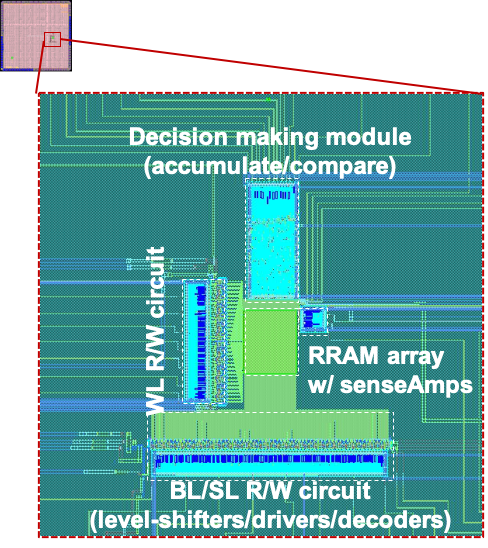 Decision making module
(accumulate/compare)
WL R/W circuit
RRAM array
w/ senseAmps
BL/SL R/W circuit
(level-shifters/drivers/decoders)